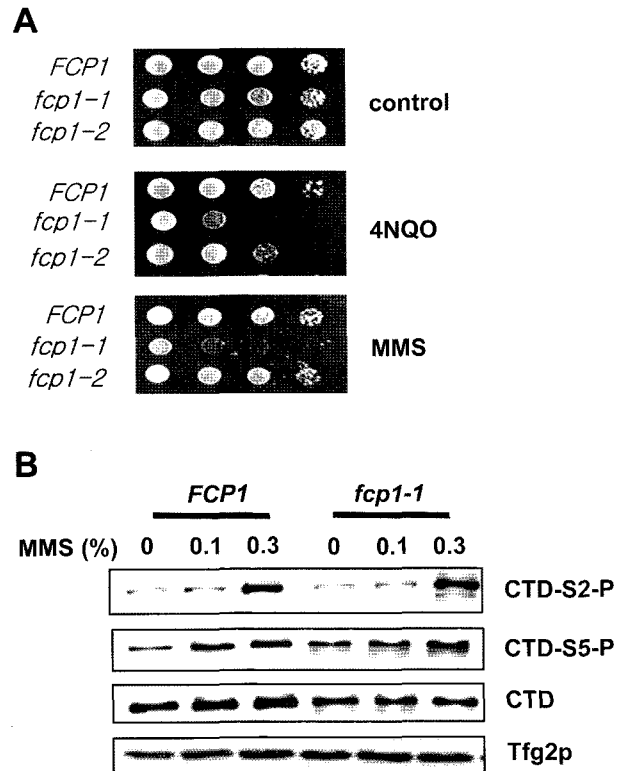 A
FCP1
fcp1-1
fcp1-2
control
FCP1
fcp1-1
fcp1-2
4NQO
FCP1
fcp1-1
fcp1-2
MMS
B
FCP1 fcp1-1
MMS (%) 0 0.1 0.3 0 0.1 0.3
CTD-S2-P
CTD-S5-P
CTD
Tfg2p